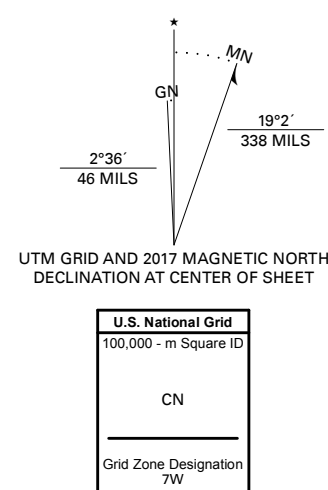 MN
GN
19°2´
338 MILS
2°36´
46 MILS
UTM GRID AND 2017 MAGNETIC NORTH
DECLINATION AT CENTER OF SHEET
U.S. National Grid
100,000 - m Square ID
CN
Grid Zone Designation
7W